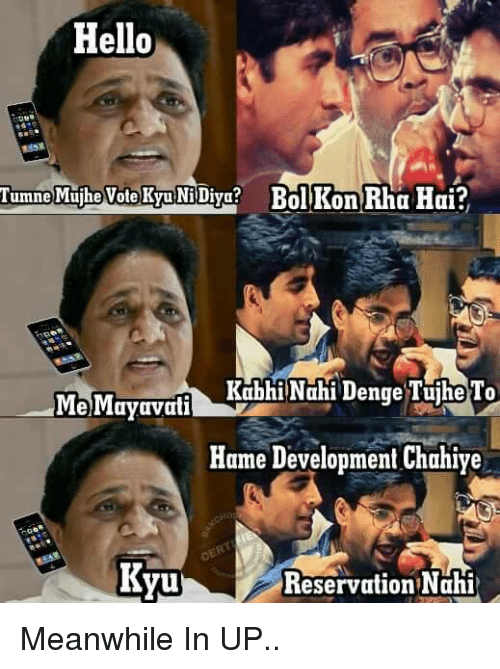 Hello
Tumne Mujhe Vote Kyu Ni Diya?
Bol Kon Rha Hai?
Me Mayavati
Kabhi Nahi Denge Tujhe To
Hame Development Chahiye
Kyu
Reservation Nahi
Meanwhile In UP..